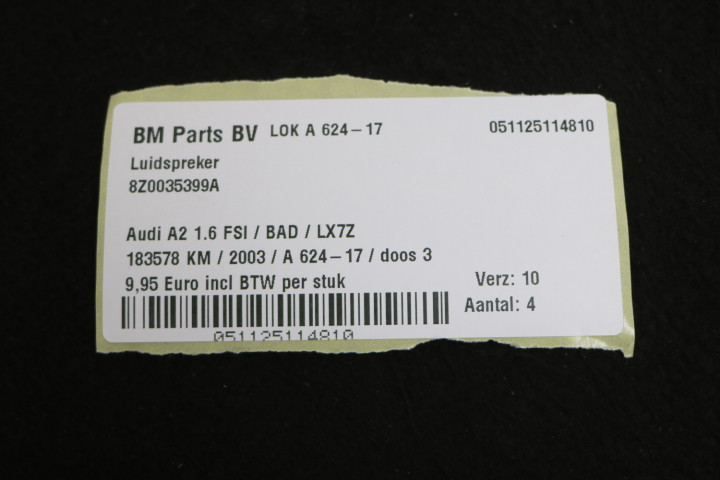 BM Parts BV LOK A 624-17 051125114810
Luidspreker
8Z0035399A
Audi A2 1.6 FSI / BAD / LX7Z
183578 KM / 2003 / A 624-17 / doos 3
9,95 Euro incl BTW per stuk
Verz: 10
Aantal: 4
051125114810